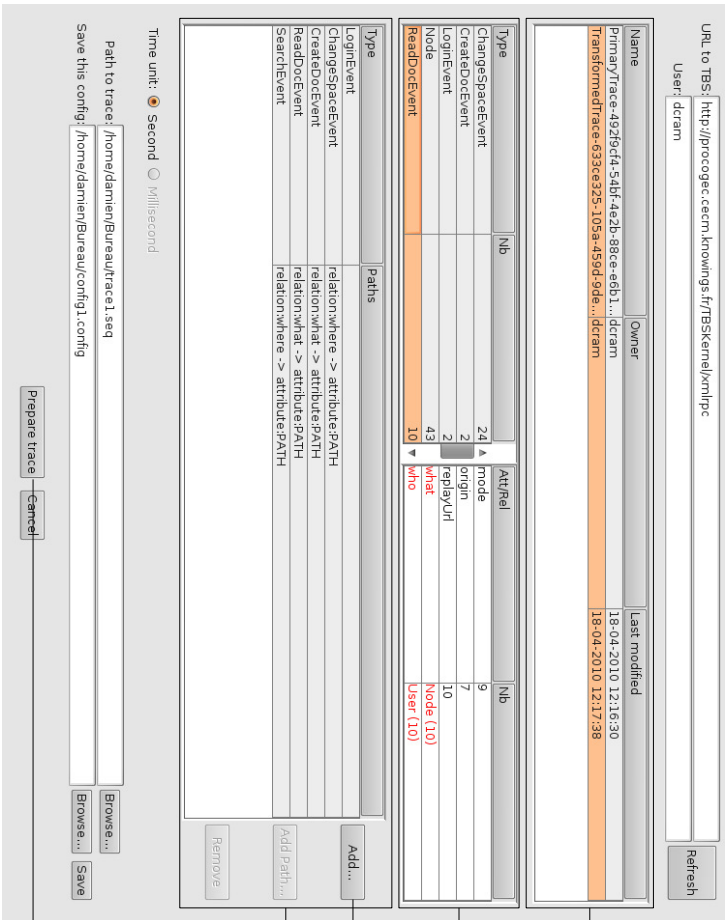 URL to TBS: http://procogec.cecm.knowings.fr/TBSKernel/xmlrpc Refresh
User: dcram
Name Owner Last modified
PrimaryTrace-492f9cf4-54bf-4e2b-88ce-e6b1... dcram 18-04-2010 12:16:30
TransformedTrace-633ce325-105a-459d-9de... dcram 18-04-2010 12:17:38
Type Nb Att/Rel Nb
ChangeSpaceEvent 24 mode 9
CreateDocEvent 2 origin 7
LoginEvent 2 replayUrl 10
Node 43 what Node (10)
ReadDocEvent 10 who User (10)
Type Paths
LoginEvent Add...
ChangeSpaceEvent relation:where -> attribute:PATH
CreateDocEvent relation:what -> attribute:PATH
ReadDocEvent relation:what -> attribute:PATH Add Path...
SearchEvent relation:where -> attribute:PATH
Remove
Time unit: Second Millisecond
Path to trace: /home/damien/Bureau/trace1.seq Browse...
Save this config: /home/damien/Bureau/config1.config Browse... Save
Prepare trace Cancel